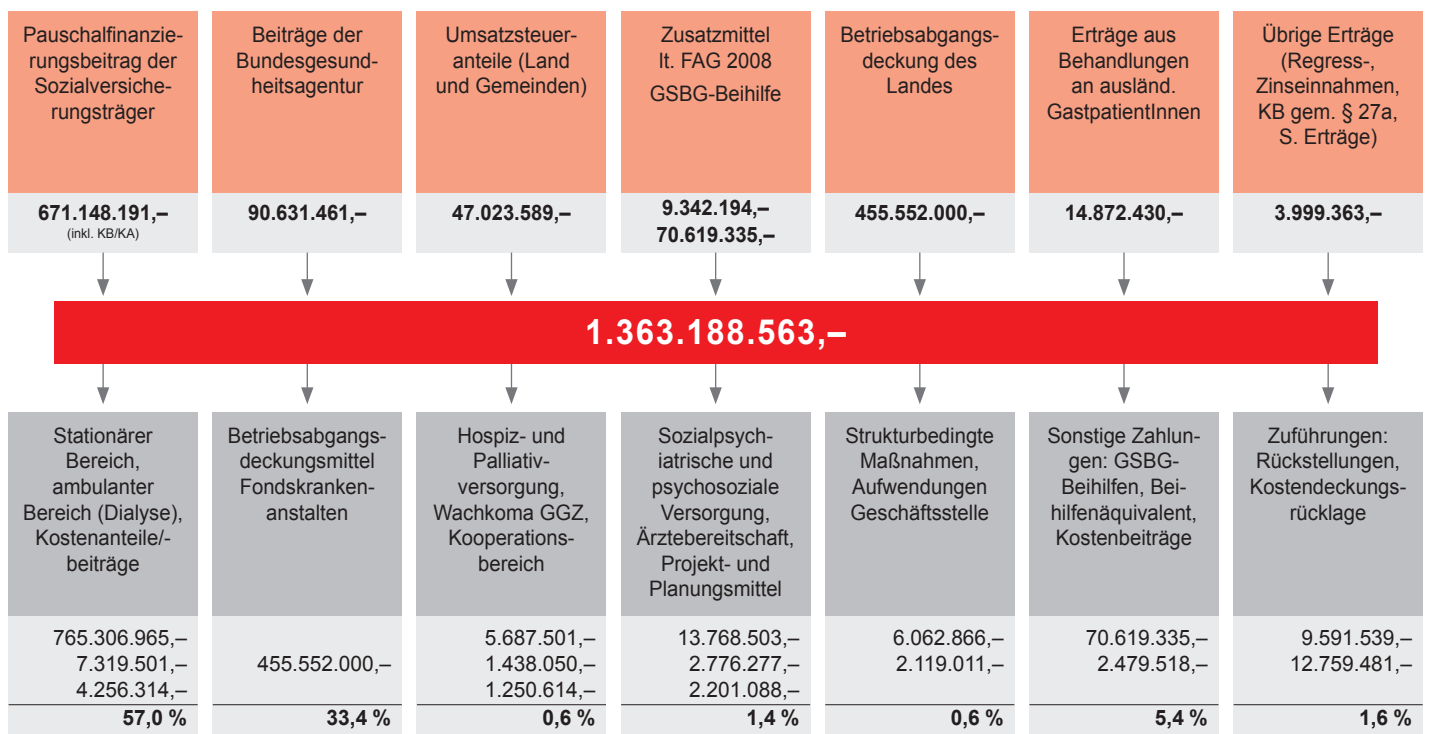 Pauschalfinanzie-
rungsbeitrag der
Sozialversiche-
rungsträger
671.148.191,–
(inkl. KB/KA)
Beiträge der
Bundesgesund-
heitsagentur
90.631.461,–
Umsatzsteuer-
anteile (Land
und Gemeinden)
47.023.589,–
Zusatzmittel
lt. FAG 2008
GSBG-Beihilfe
9.342.194,–
70.619.335,–
Betriebsabgangs-
deckung des
Landes
455.552.000,–
Erträge aus
Behandlungen
an ausländ.
GastpatientInnen
14.872.430,–
Übrige Erträge
(Regress-,
Zinseinnahmen,
KB gem. § 27a,
S. Erträge)
3.999.363,–
1.363.188.563,–
Stationärer
Bereich,
ambulanter
Bereich (Dialyse),
Kostenanteile/-
beiträge
765.306.965,–
7.319.501,–
4.256.314,–
57,0 %
Betriebsabgangs-
deckungsmittel
Fondskranken-
anstalten
455.552.000,–
33,4 %
Hospiz- und
Palliativ-
versorgung,
Wachkoma GGZ,
Kooperations-
bereich
5.687.501,–
1.438.050,–
1.250.614,–
0,6 %
Sozialpsych-
iatrische und
psychosoziale
Versorgung,
Ärztebereitschaft,
Projekt- und
Planungsmittel
13.768.503,–
2.776.277,–
2.201.088,–
1,4 %
Strukturbedingte
Maßnahmen,
Aufwendungen
Geschäftsstelle
6.062.866,–
2.119.011,–
0,6 %
Sonstige Zahlun-
gen: GSBG-
Beihilfen, Bei-
hilfenäquivalent,
Kostenbeiträge
70.619.335,–
2.479.518,–
5,4 %
Zuführungen:
Rückstellungen,
Kostendeckungs-
rücklage
9.591.539,–
12.759.481,–
1,6 %